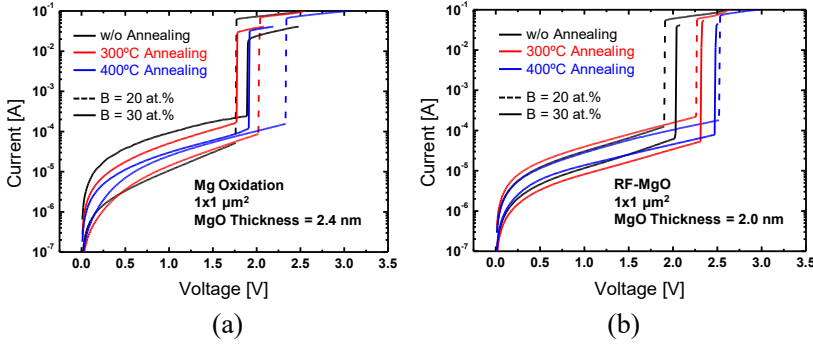 Current [A]
10⁻¹
10⁻²
10⁻³
10⁻⁴
10⁻⁵
10⁻⁶
10⁻⁷
w/o Annealing
300ºC Annealing
400ºC Annealing
B = 20 at.%
B = 30 at.%
Mg Oxidation
1x1 μm²
MgO Thickness = 2.4 nm
0.0 0.5 1.0 1.5 2.0 2.5 3.0 3.5
Voltage [V]
(a)
Current [A]
10⁻¹
10⁻²
10⁻³
10⁻⁴
10⁻⁵
10⁻⁶
10⁻⁷
w/o Annealing
300ºC Annealing
400ºC Annealing
B = 20 at.%
B = 30 at.%
RF-MgO
1x1 μm²
MgO Thickness = 2.0 nm
0.0 0.5 1.0 1.5 2.0 2.5 3.0 3.5
Voltage [V]
(b)